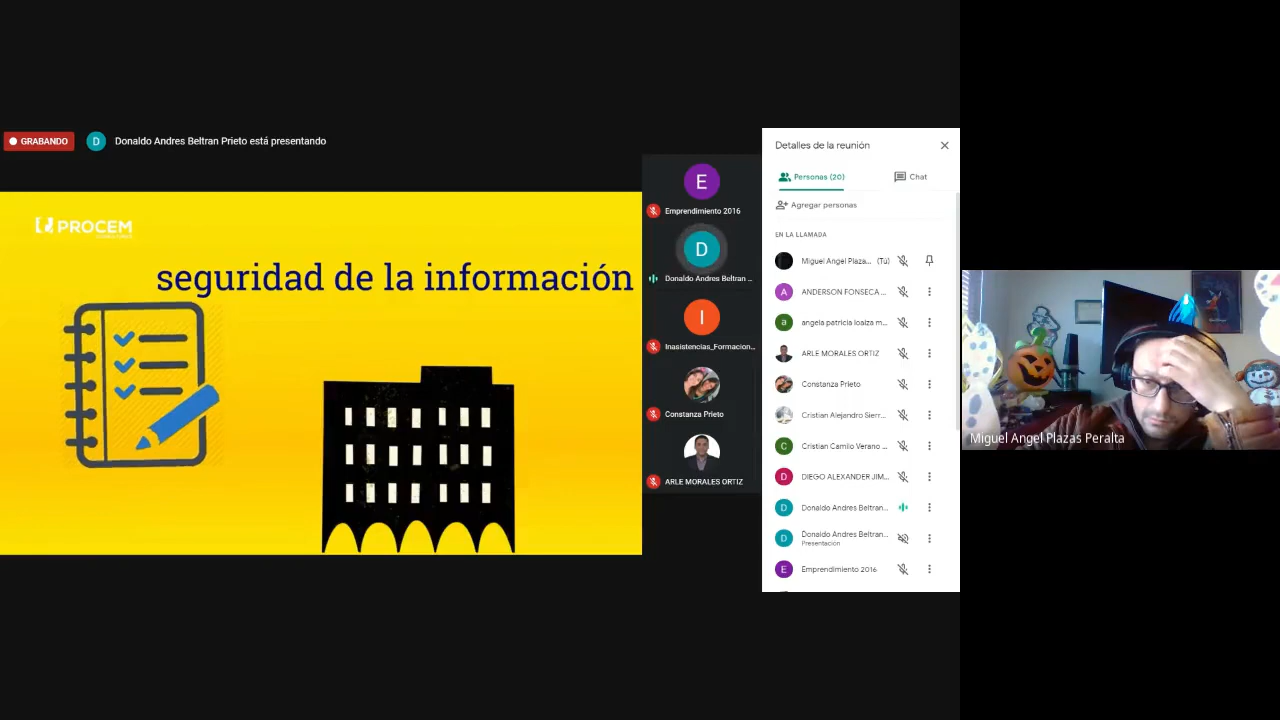 GRABANDO
D
Donaldo Andres Beltran Prieto está presentando
PROCEM
seguridad de la información
E
Emprendimiento 2016
D
Donaldo Andres Beltran ...
I
Inasistencias_Formacion...
Constanza Prieto
ARLE MORALES ORTIZ
Detalles de la reunión
Personas (20)
Chat
Agregar personas
EN LA LLAMADA
Miguel Angel Plaza... (Tú)
A
ANDERSON FONSECA ...
a
angela patricia loaiza m...
ARLE MORALES ORTIZ
Constanza Prieto
Cristian Alejandro Sierr...
C
Cristian Camilo Verano ...
D
DIEGO ALEXANDER JIM...
D
Donaldo Andres Beltran...
D
Donaldo Andres Beltran...
Presentación
E
Emprendimiento 2016
Miguel Angel Plazas Peralta